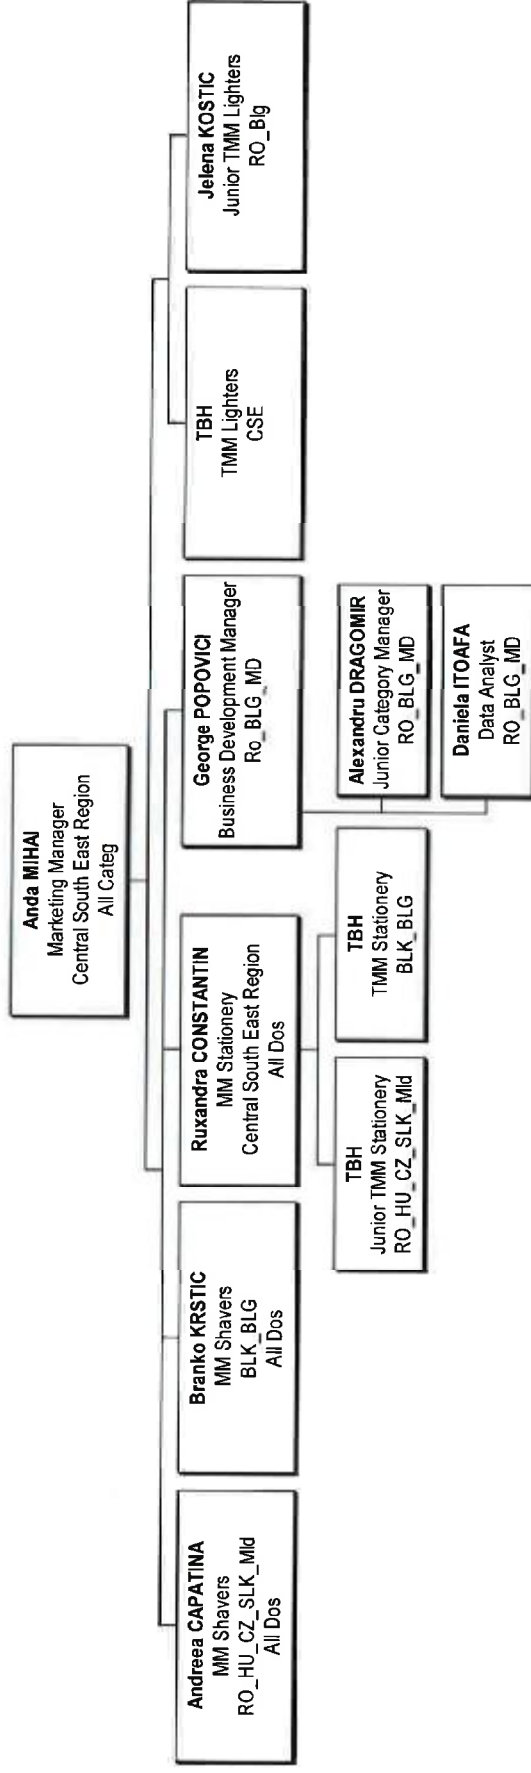 Anda MIHAI
Marketing Manager
Central South East Region
All Categ
Andreea CAPATINA
MM Shavers
RO_HU_CZ_SLK_Mld
All Dos
Branko KRSTIC
MM Shavers
BLK_BLG
All Dos
Ruxandra CONSTANTIN
MM Stationery
Central South East Region
All Dos
George POPOVICI
Business Development Manager
Ro_BLG_MD
TBH
TMM Lighters
CSE
Jelena KOSTIC
Junior TMM Lighters
RO_Blg
TBH
Junior TMM Stationery
RO_HU_CZ_SLK_Mld
TBH
TMM Stationery
BLK_BLG
Alexandru DRAGOMIR
Junior Category Manager
RO_BLG_MD
Daniela ITOAFA
Data Analyst
RO_BLG_MD